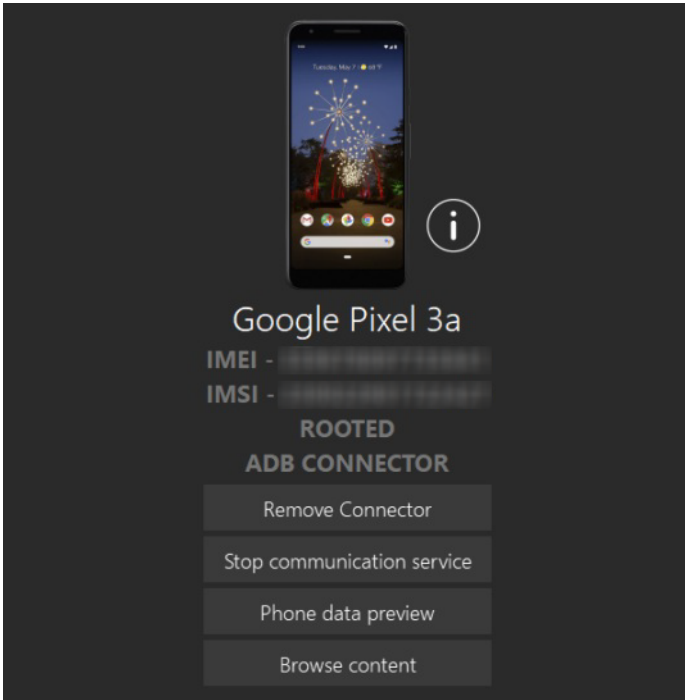 Tuesday, May 7 | 68 °F
i
Google Pixel 3a
IMEI -
IMSI -
ROOTED
ADB CONNECTOR
Remove Connector
Stop communication service
Phone data preview
Browse content